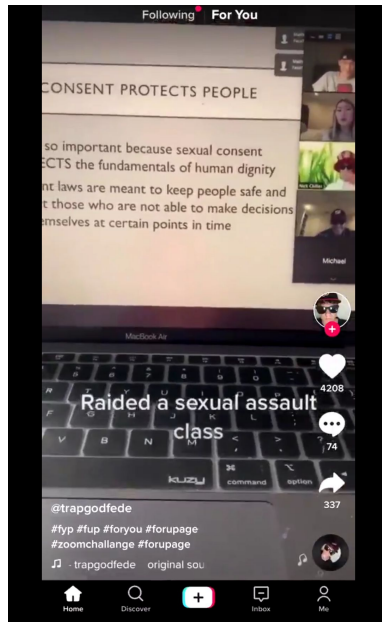 Following For You
CONSENT PROTECTS PEOPLE
so important because sexual consent
ECTS the fundamentals of human dignity
nt laws are meant to keep people safe and
t those who are not able to make decisions
emselves at certain points in time
Nick Chiller
Michael
MacBook Air
Raided a sexual assault
class
KUZY
command
option
4208
74
337
@trapgodfede
#fyp #fup #foryou #forupage
#zoomchallange #forupage
- trapgodfede original sou
Home Discover Inbox Me